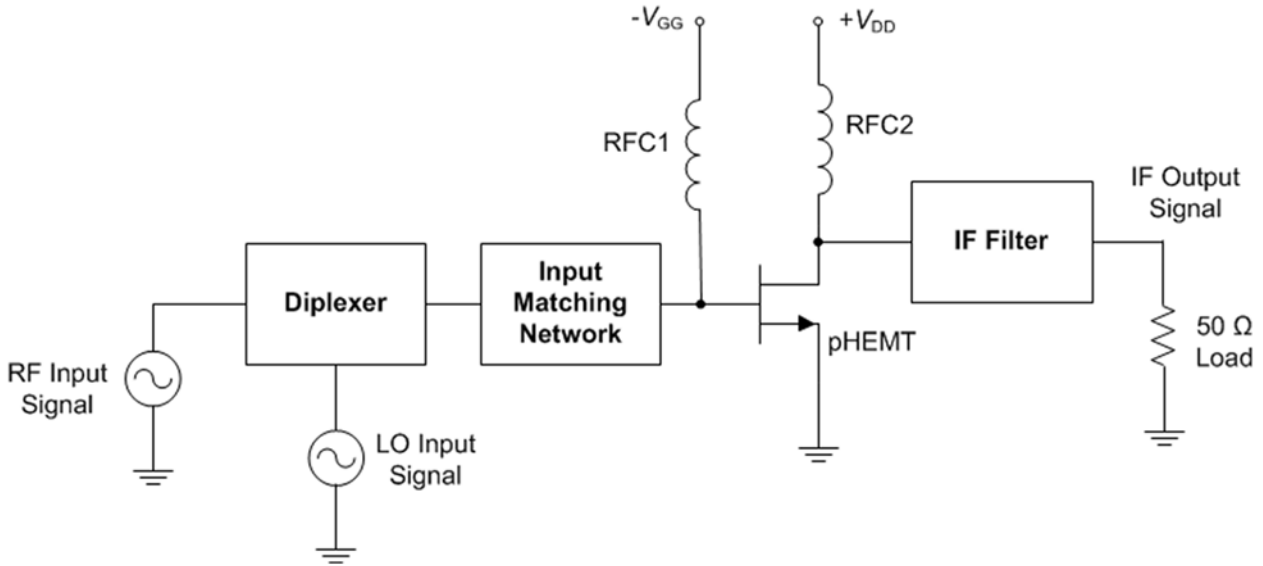 -VGG
+VDD
RFC1
RFC2
IF Output
Signal
IF Filter
Diplexer
Input
Matching
Network
pHEMT
50 Ω
Load
RF Input
Signal
LO Input
Signal